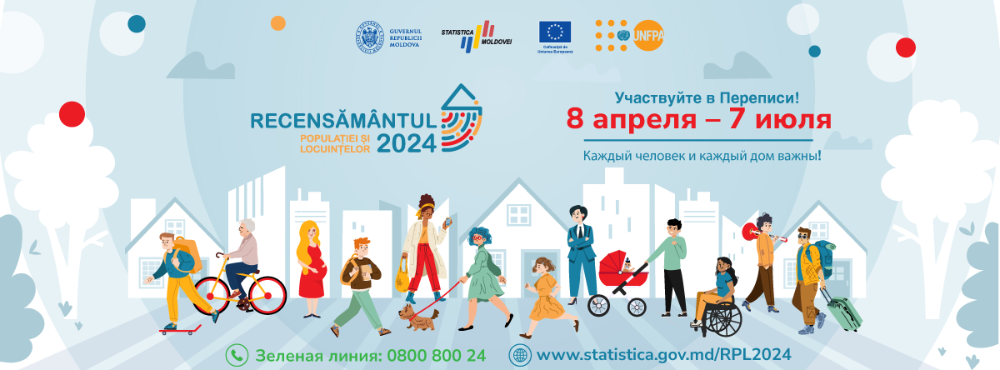 GUVERNUL
REPUBLICII
MOLDOVA
STATISTICA
MOLDOVEI
Cofinanțat de
Uniunea Europeană
UNFPA
RECENSĂMÂNTUL
POPULAȚIEI ȘI
LOCUINȚELOR
2024
Участвуйте в Переписи!
8 апреля – 7 июля
Каждый человек и каждый дом важны!
Зеленая линия: 0800 800 24
www.statistica.gov.md/RPL2024